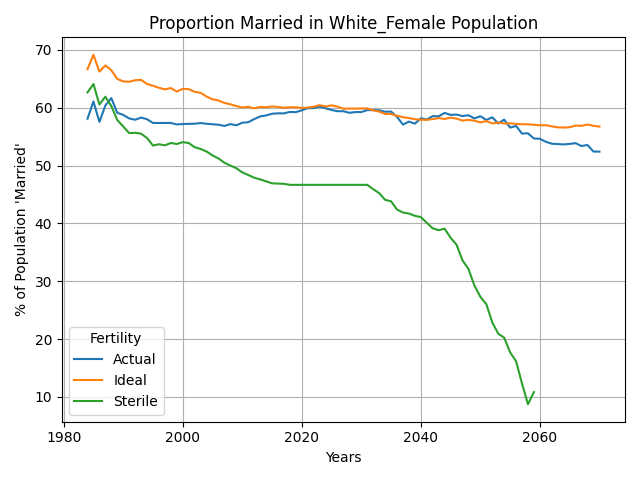 Proportion Married in White_Female Population
% of Population 'Married'
70
60
50
40
30
20
10
Fertility
Actual
Ideal
Sterile
1980 2000 2020 2040 2060
Years